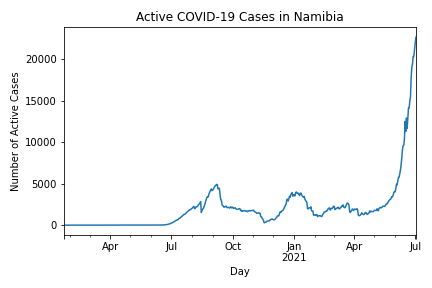 Active COVID-19 Cases in Namibia
Number of Active Cases
20000
15000
10000
5000
0
Apr Jul Oct Jan Apr Jul
2021
Day